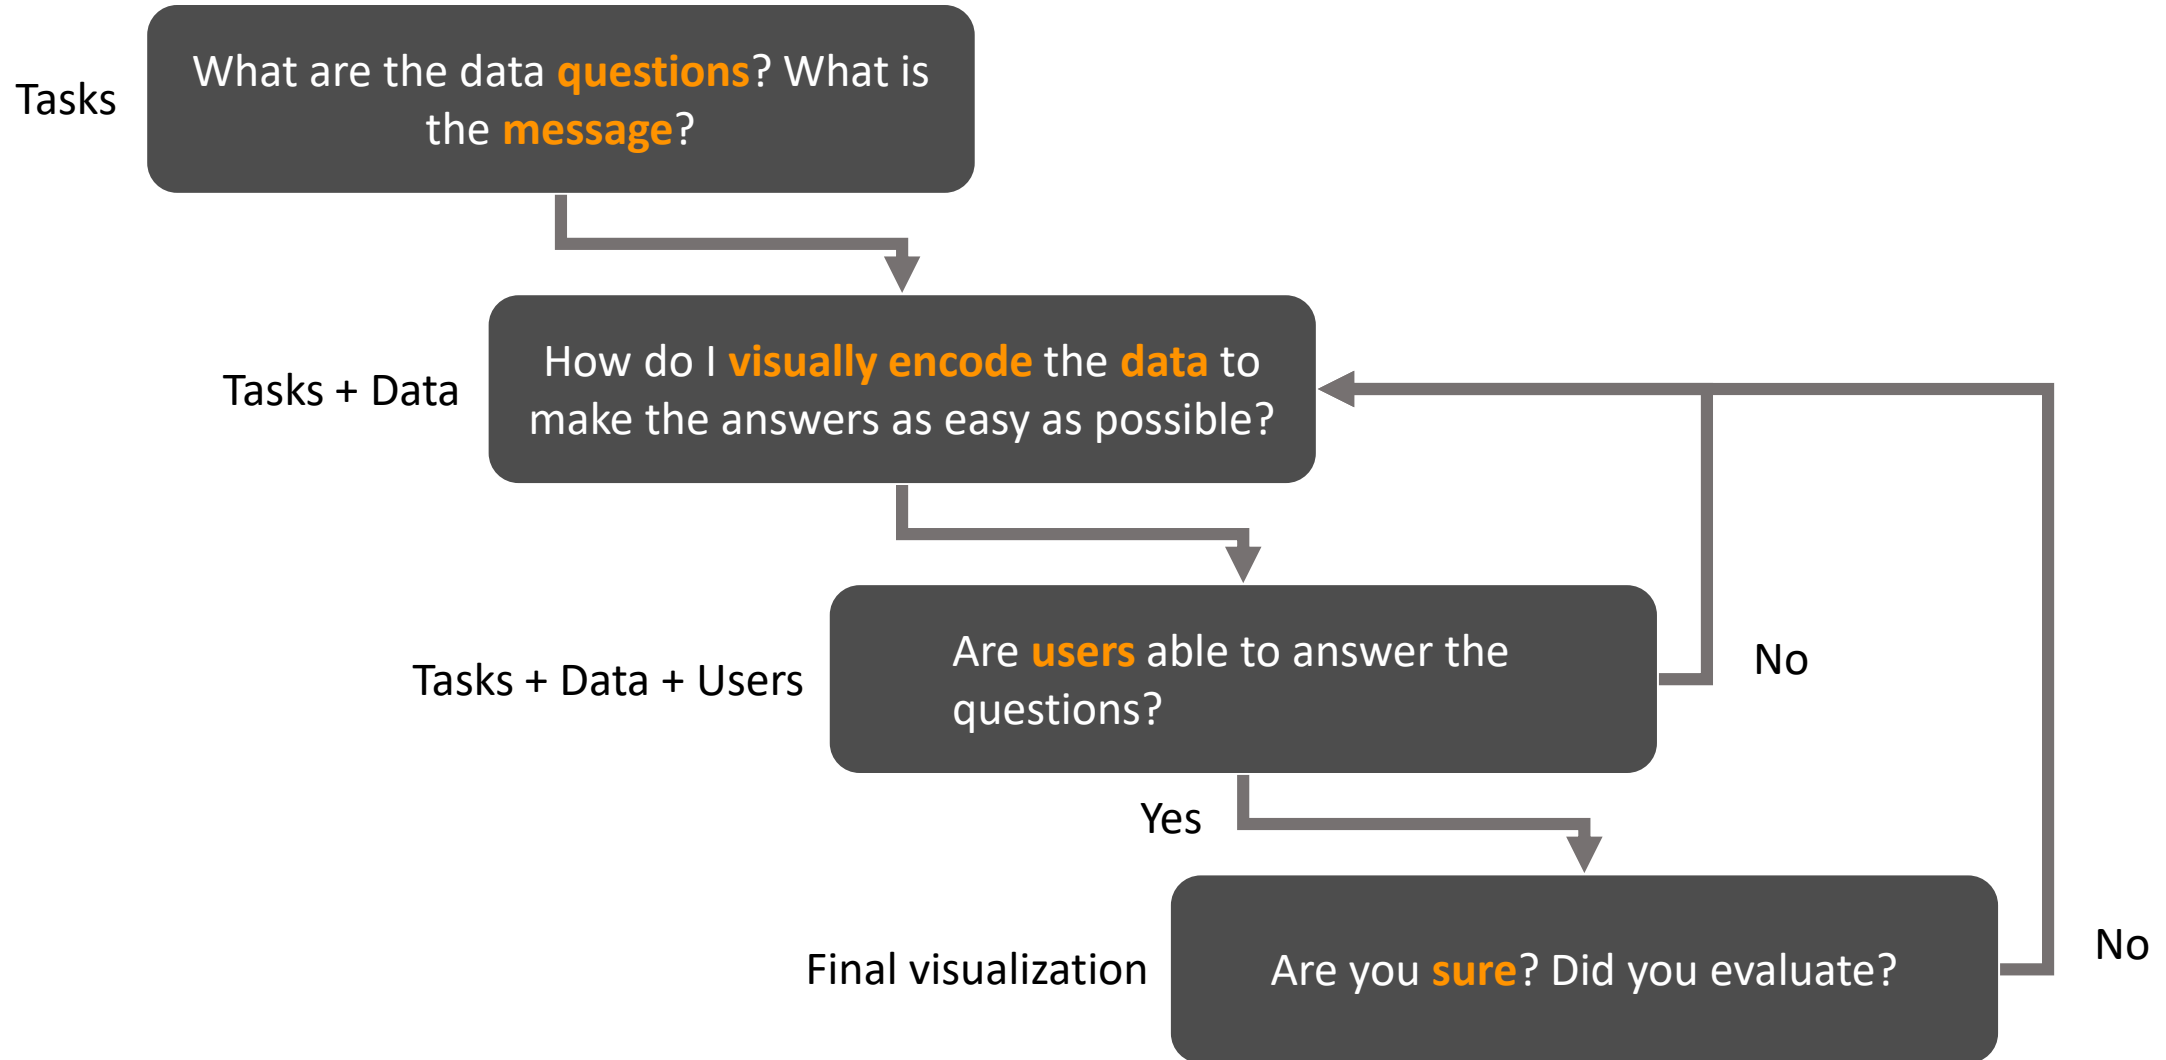 Tasks
What are the data questions? What is
the message?
Tasks + Data
How do I visually encode the data to
make the answers as easy as possible?
Tasks + Data + Users
Are users able to answer the
questions?
No
Yes
Final visualization
Are you sure? Did you evaluate?
No